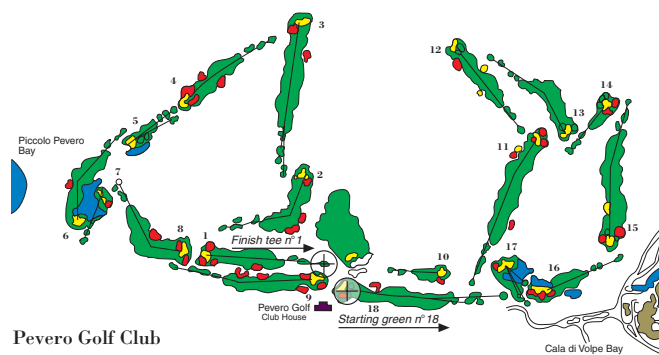 3
12
4
14
13
5
Piccolo Pevero
Bay
11
7
2
6
8
1
Finish tee n°1
15
17
10
16
9
18
Pevero Golf
Club House
Starting green n°18
Pevero Golf Club
Cala di Volpe Bay